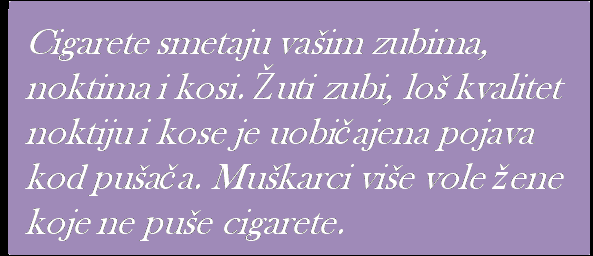 Cigarete smetaju vašim zubima,
noktima i kosi. Žuti zubi, loš kvalitet
noktiju i kose je uobičajena pojava
kod pušača. Muškarci više vole žene
koje ne puše cigarete.